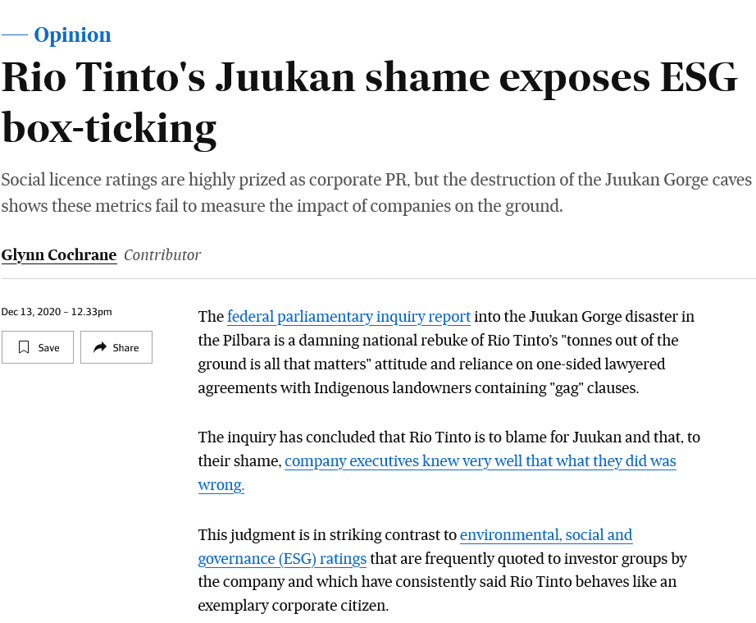 Opinion
Rio Tinto's Juukan shame exposes ESG
box-ticking
Social licence ratings are highly prized as corporate PR, but the destruction of the Juukan Gorge caves
shows these metrics fail to measure the impact of companies on the ground.
Glynn Cochrane Contributor
Dec 13, 2020 – 12.33pm
Save
Share
The federal parliamentary inquiry report into the Juukan Gorge disaster in
the Pilbara is a damning national rebuke of Rio Tinto’s "tonnes out of the
ground is all that matters" attitude and reliance on one-sided lawyered
agreements with Indigenous landowners containing "gag" clauses.
The inquiry has concluded that Rio Tinto is to blame for Juukan and that, to
their shame, company executives knew very well that what they did was
wrong.
This judgment is in striking contrast to environmental, social and
governance (ESG) ratings that are frequently quoted to investor groups by
the company and which have consistently said Rio Tinto behaves like an
exemplary corporate citizen.